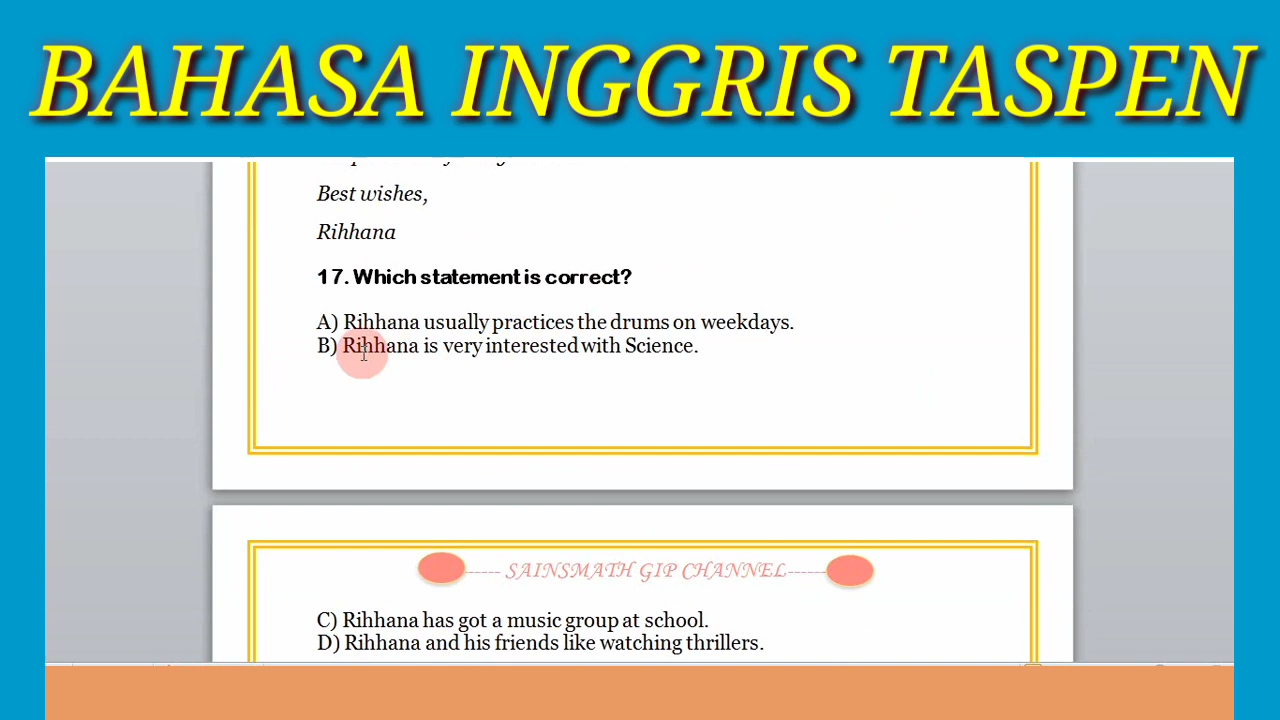 BAHASA INGGRIS TASPEN
Best wishes,
Rihhana
17. Which statement is correct?
A) Rihhana usually practices the drums on weekdays.
B) Rihhana is very interested with Science.
----- SAINSMATH GIP CHANNEL------
C) Rihhana has got a music group at school.
D) Rihhana and his friends like watching thrillers.